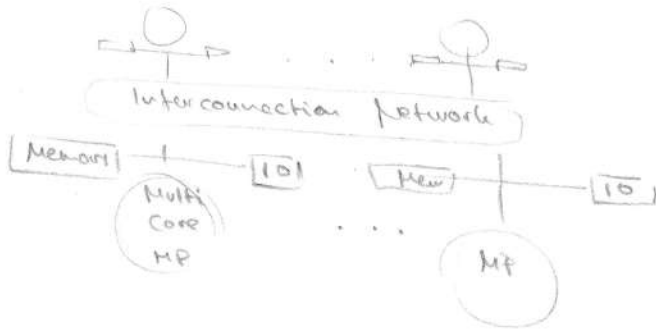 Interconnection Network
Memory IO Mem IO
Multi
Core
MP
MP